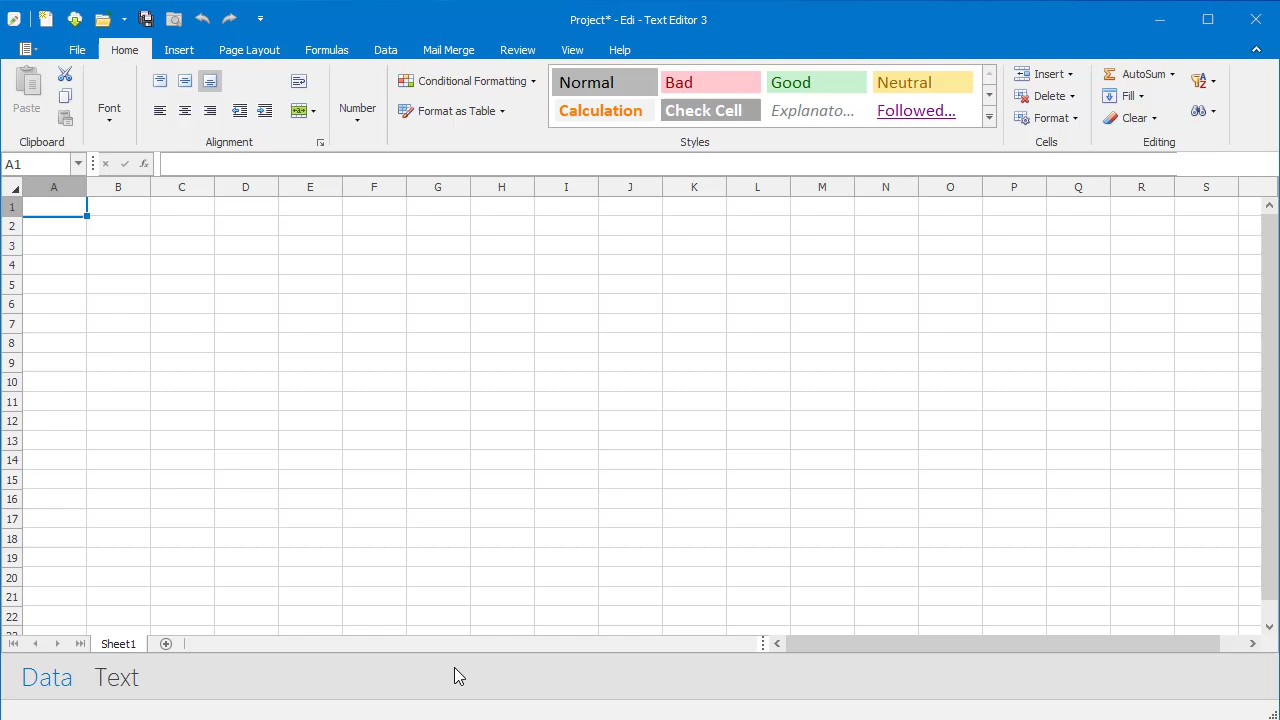 Project* - Edi - Text Editor 3
File Home Insert Page Layout Formulas Data Mail Merge Review View Help
Paste
Clipboard
Font
Alignment
Number
Conditional Formatting
Format as Table
Normal Bad Good Neutral
Calculation Check Cell Explanato... Followed...
Styles
Insert
Delete
Format
Cells
AutoSum
Fill
Clear
Editing
A1
A B C D E F G H I J K L M N O P Q R S
1
2
3
4
5
6
7
8
9
10
11
12
13
14
15
16
17
18
19
20
21
22
Sheet1
Data Text